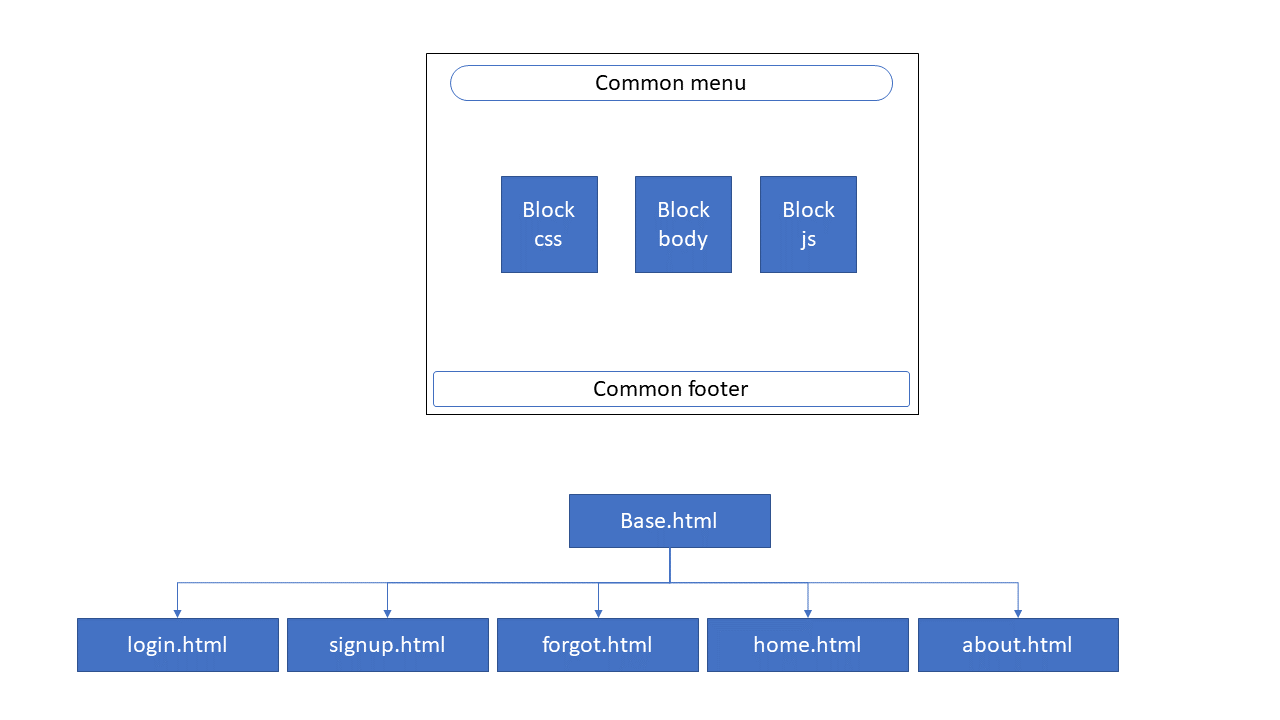 Common menu
Block
css
Block
body
Block
js
Common footer
Base.html
login.html
signup.html
forgot.html
home.html
about.html